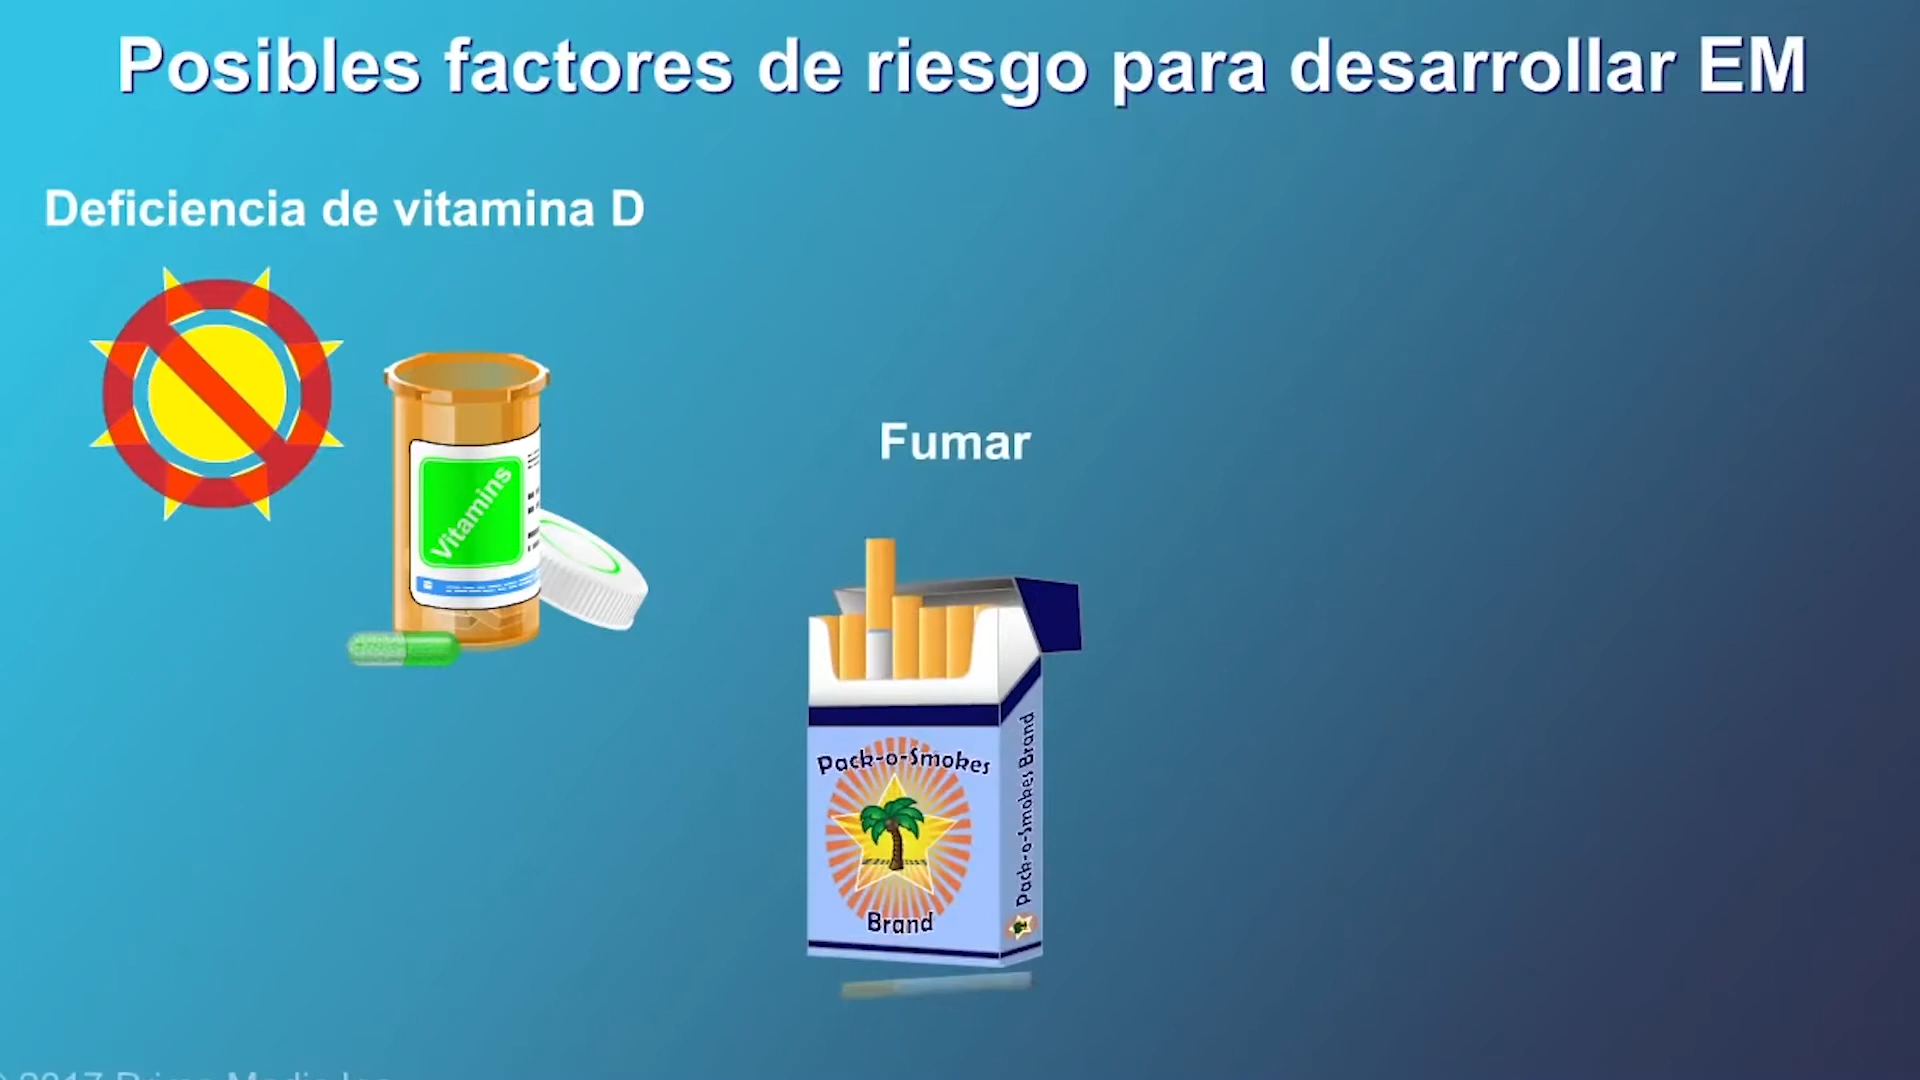 Posibles factores de riesgo para desarrollar EM
Deficiencia de vitamina D
Vitamins
Fumar
Pack-o-Smokes
Brand
Pack-o-Smokes Brand